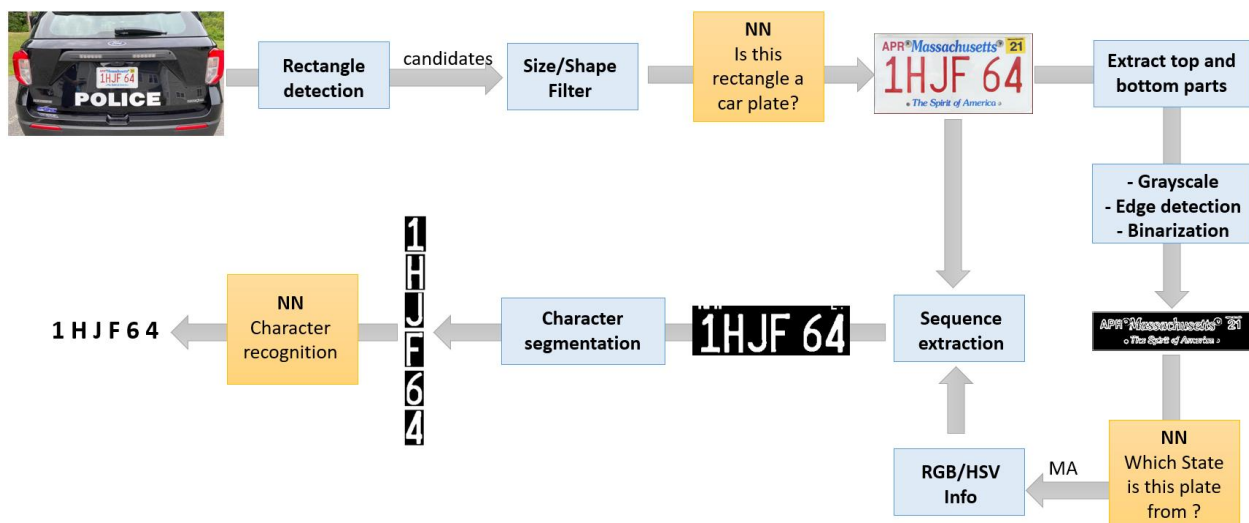 1HJF 64
POLICE
Rectangle
detection
candidates
Size/Shape
Filter
NN
Is this
rectangle a
car plate?
APR Massachusetts 21
1HJF 64
The Spirit of America
Extract top and
bottom parts
- Grayscale
- Edge detection
- Binarization
APR Massachusetts 21
The Spirit of America
NN
Which State
is this plate
from ?
MA
RGB/HSV
Info
Sequence
extraction
1HJF 64
Character
segmentation
1
H
J
F
6
4
NN
Character
recognition
1 H J F 6 4